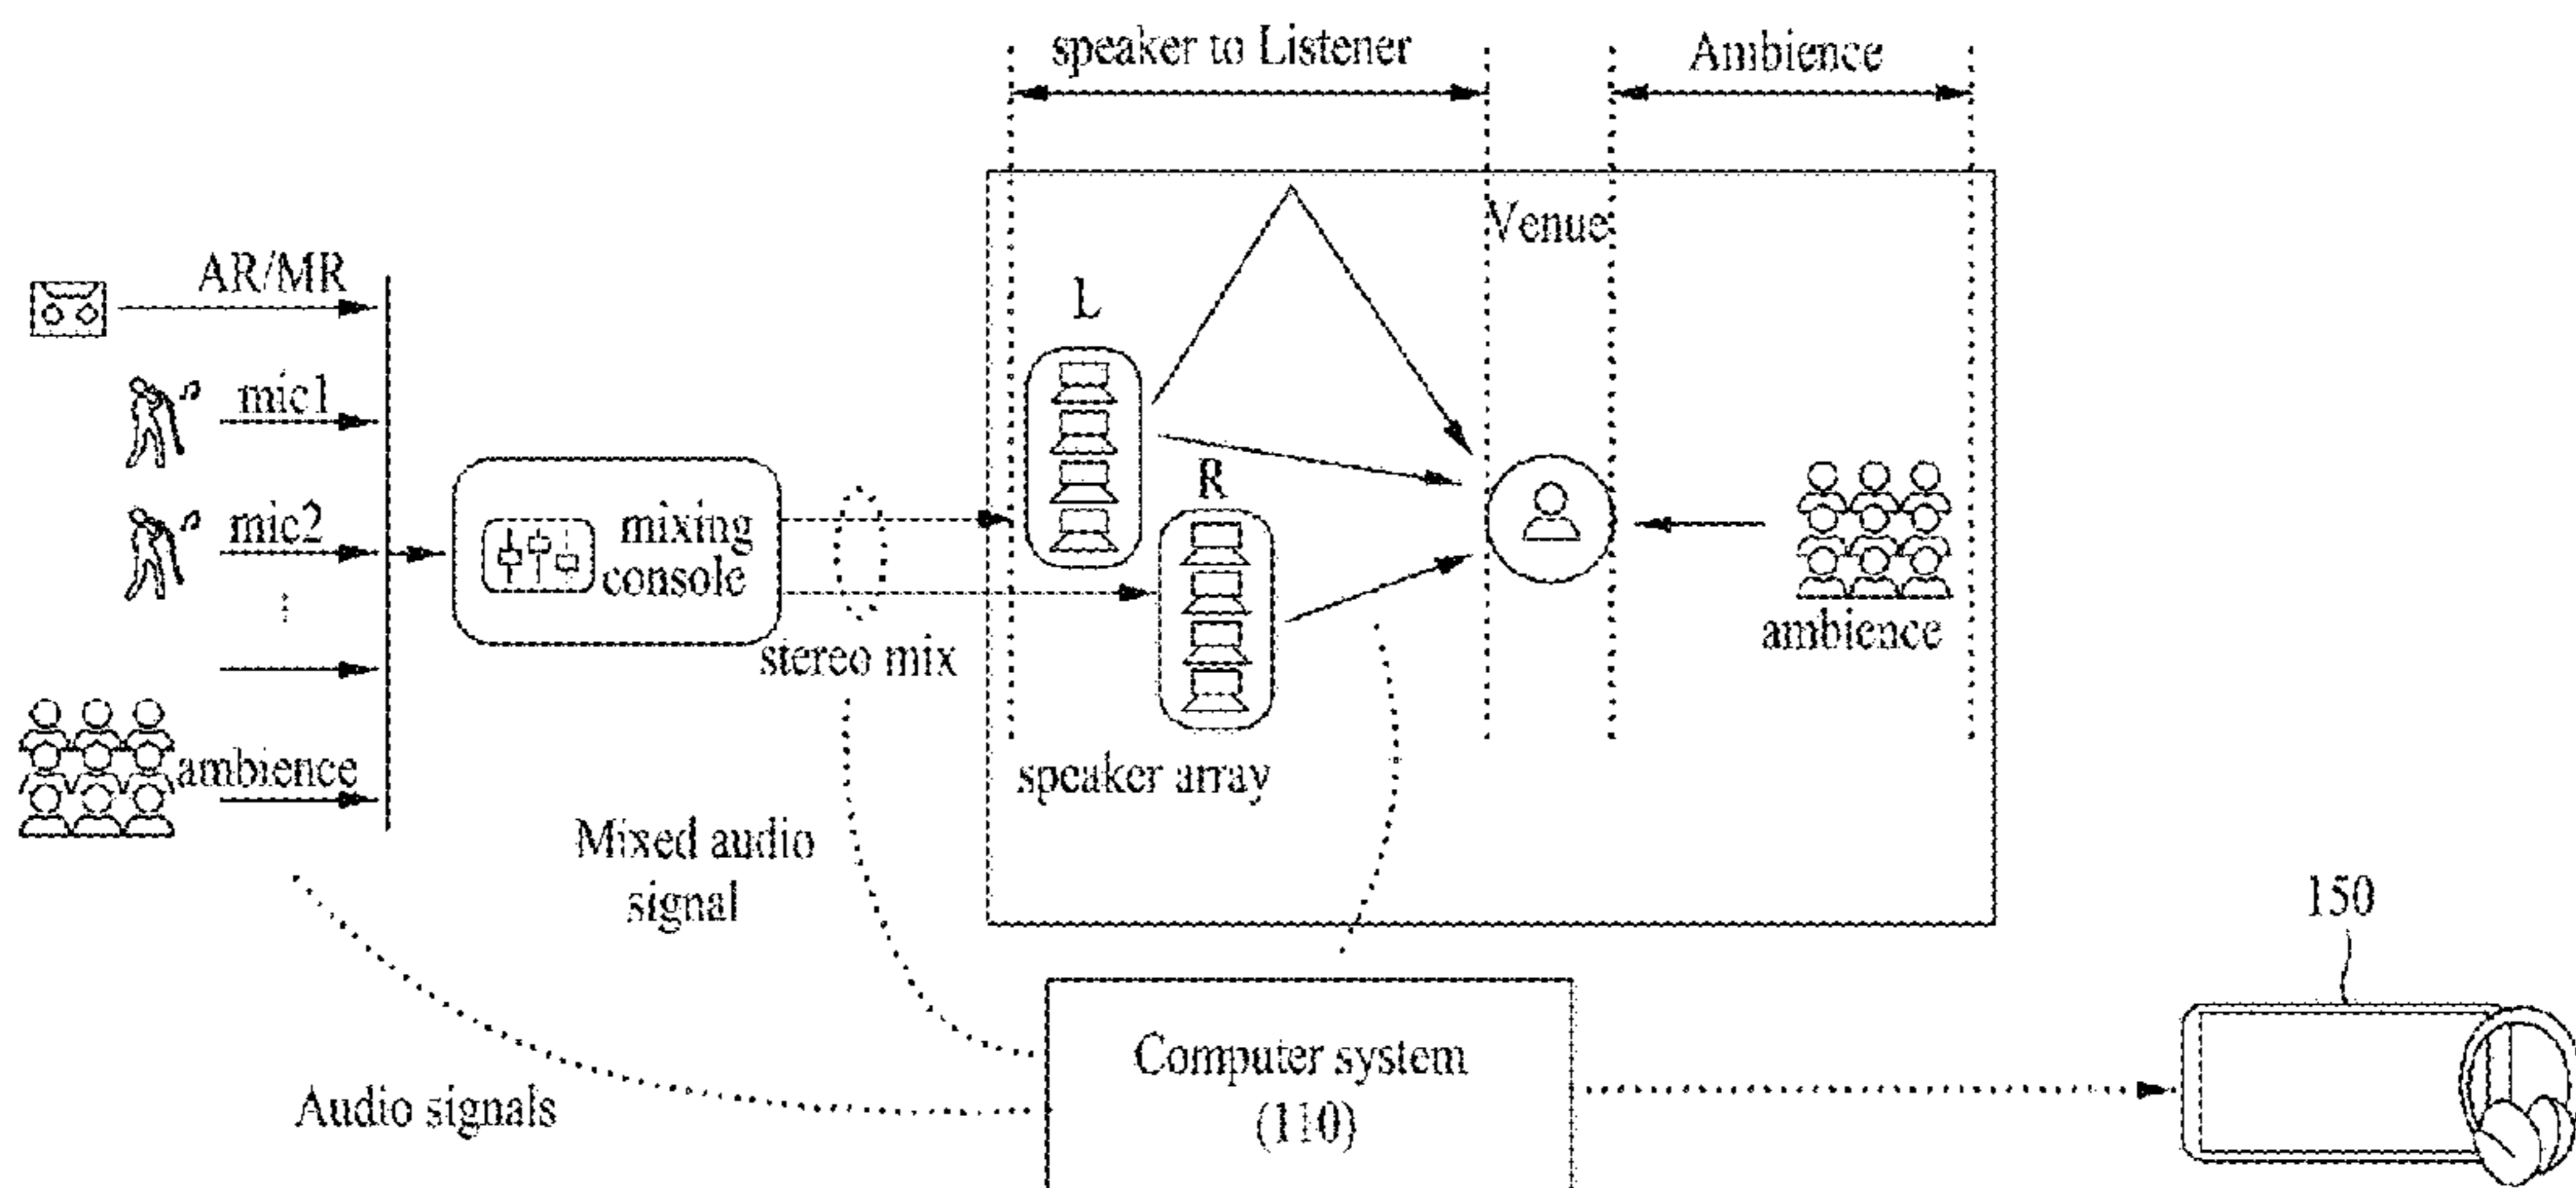 speaker to Listener
Ambience
Venue
AR/MR
L
mic1
R
mic2
mixing
console
stereo mix
ambience
speaker array
ambience
Mixed audio
signal
150
Computer system
(110)
Audio signals